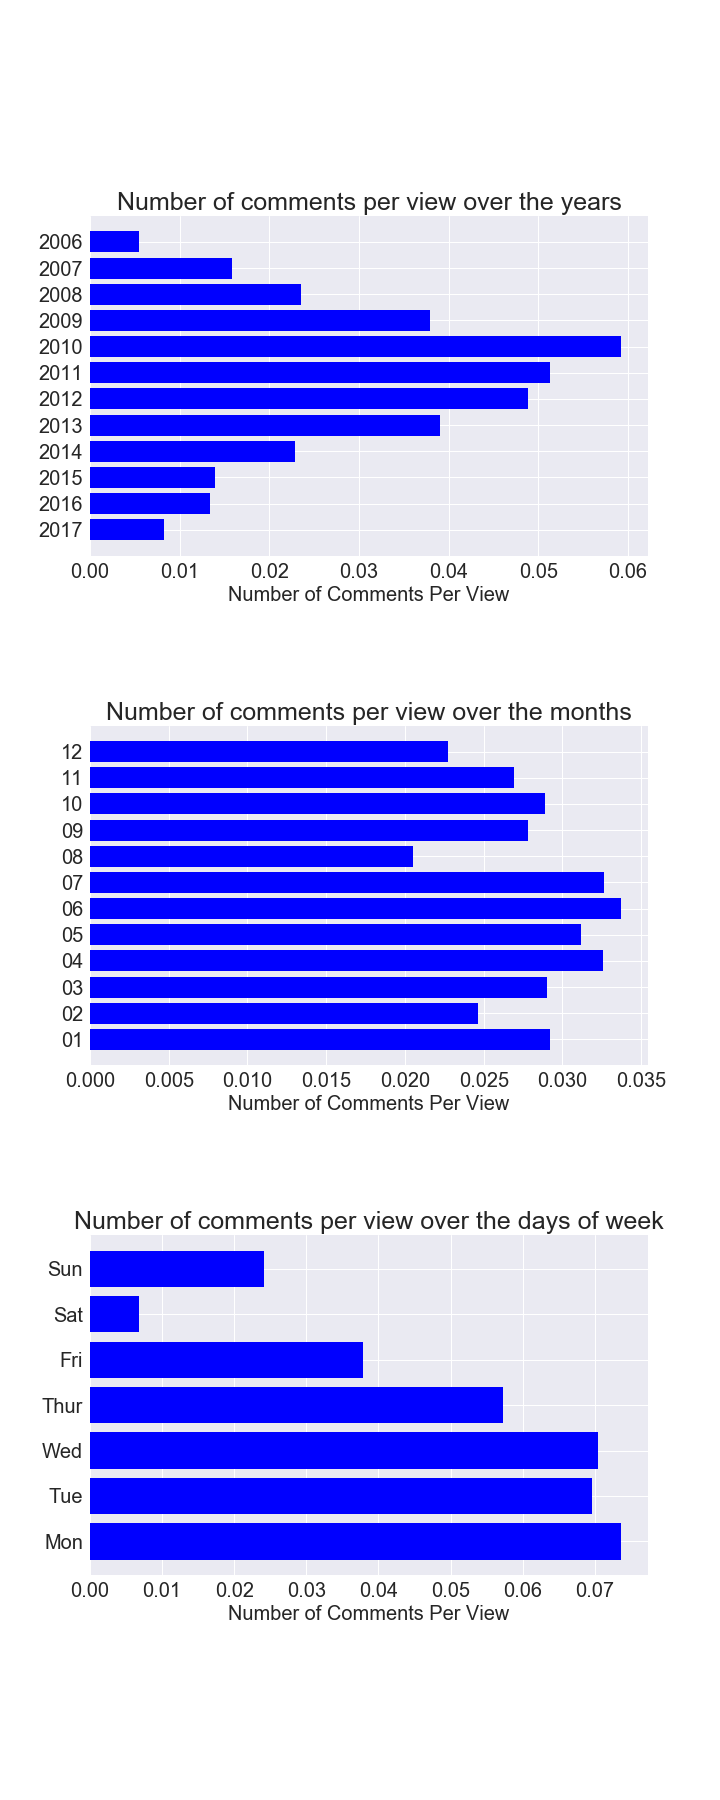 Number of comments per view over the years
2006
2007
2008
2009
2010
2011
2012
2013
2014
2015
2016
2017
0.00 0.01 0.02 0.03 0.04 0.05 0.06
Number of Comments Per View
Number of comments per view over the months
12
11
10
09
08
07
06
05
04
03
02
01
0.000 0.005 0.010 0.015 0.020 0.025 0.030 0.035
Number of Comments Per View
Number of comments per view over the days of week
Sun
Sat
Fri
Thur
Wed
Tue
Mon
0.00 0.01 0.02 0.03 0.04 0.05 0.06 0.07
Number of Comments Per View